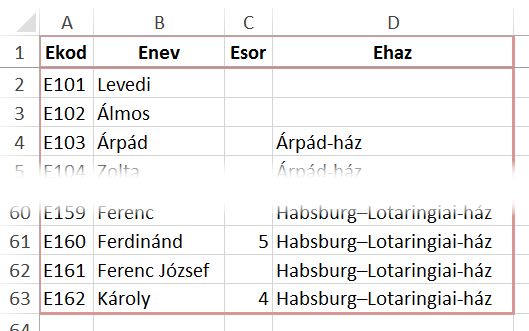 A B C D
1 Ekod Enev Esor Ehaz
2 E101 Levedi
3 E102 Álmos
4 E103 Árpád Árpád-ház
5 E104 Zolta Árpád-ház
60 E159 Ferenc Habsburg–Lotaringiai-ház
61 E160 Ferdinánd 5 Habsburg–Lotaringiai-ház
62 E161 Ferenc József Habsburg–Lotaringiai-ház
63 E162 Károly 4 Habsburg–Lotaringiai-ház
64